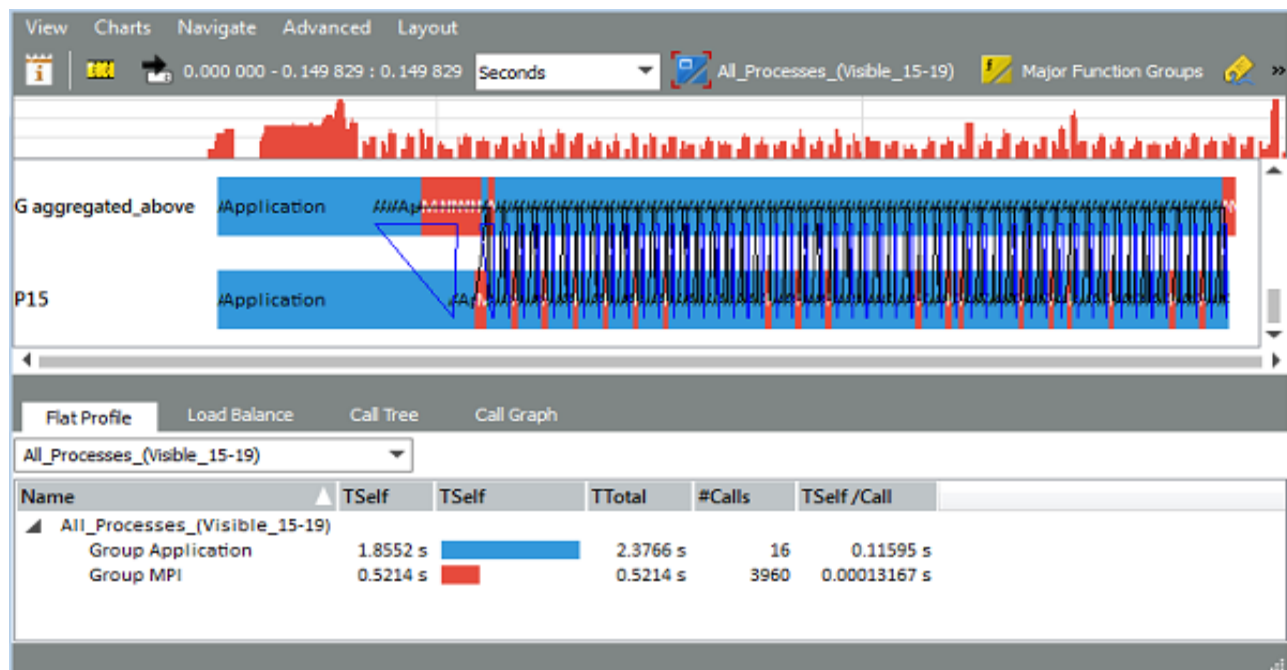 View Charts Navigate Advanced Layout
0.000 000 - 0.149 829 : 0.149 829 Seconds All_Processes_(Visible_15-19) Major Function Groups »
G aggregated_above Application
P15 Application
Flat Profile Load Balance Call Tree Call Graph
All_Processes_(Visible_15-19)
Name TSelf TSelf TTotal #Calls TSelf /Call
All_Processes_(Visible_15-19)
Group Application 1.8552 s 2.3766 s 16 0.11595 s
Group MPI 0.5214 s 0.5214 s 3960 0.00013167 s